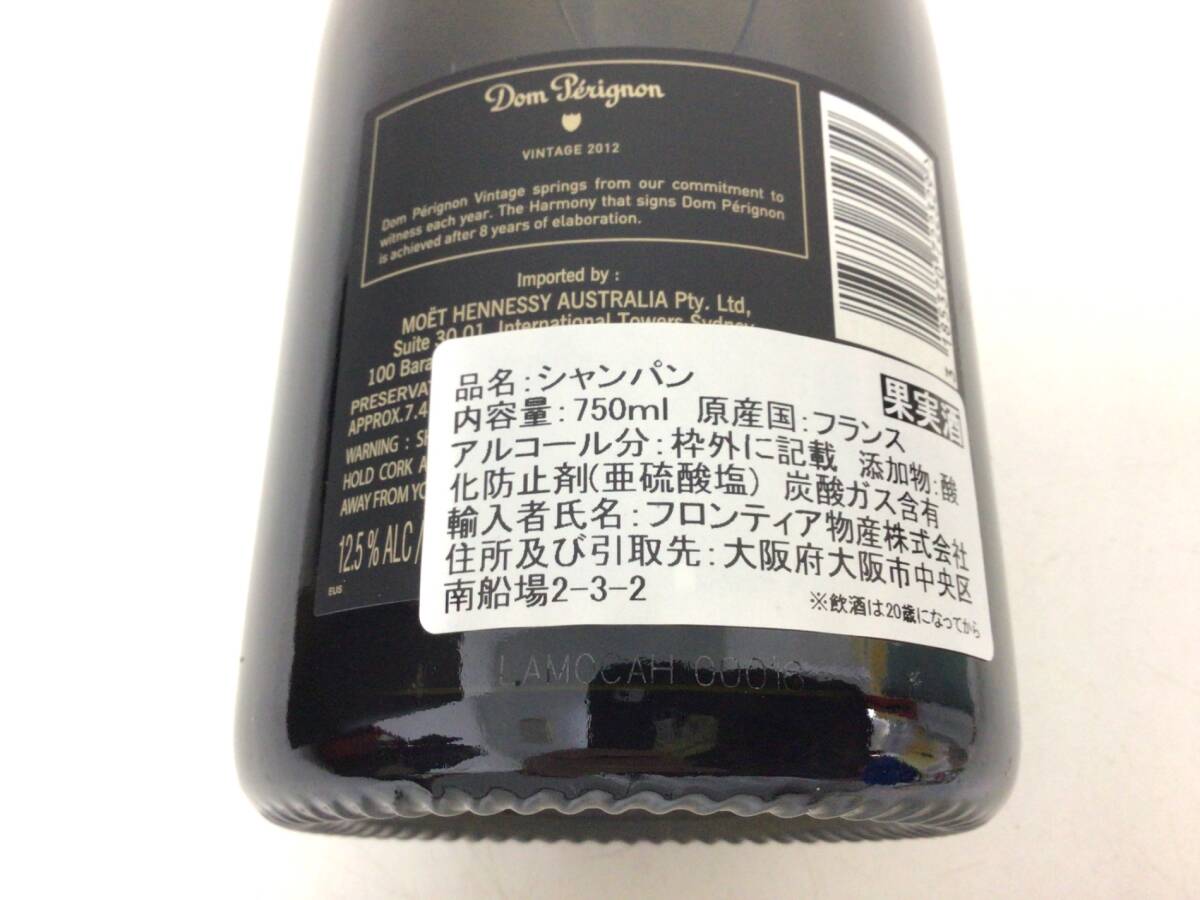 Dom Pérignon
VINTAGE 2012
Dom Pérignon Vintage springs from our commitment to
witness each year. The Harmony that signs Dom Pérignon
is achieved after 8 years of elaboration.
Imported by :
MOËT HENNESSY AUSTRALIA Pty. Ltd,
Suite 30.01, International Towers Sydney
100
APPROX.7.
WARNING :
HOLD CORK
AWAY FROM
12.5 % ALC /
EUS
果実酒
品名:シャンパン
内容量:750ml 原産国:フランス
アルコール分:枠外に記載 添加物:酸
化防止剤(亜硫酸塩) 炭酸ガス含有
輸入者氏名:フロンティア物産株式会社
住所及び引取先:大阪府大阪市中央区
南船場2-3-2
※飲酒は20歳になってから
LAMOCAH 00018